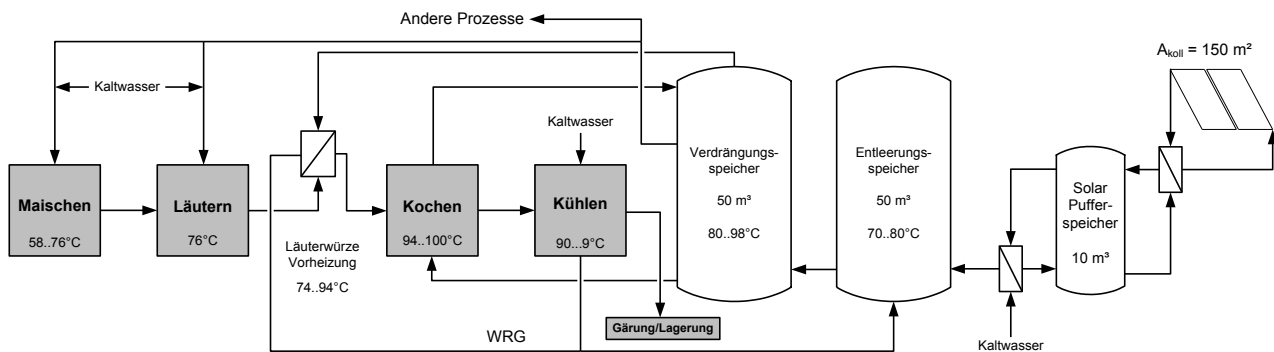 Andere Prozesse
A_koll = 150 m²
Kaltwasser
Kaltwasser
Maischen
58..76°C
Läutern
76°C
Läuterwürze
Vorheizung
74..94°C
Kochen
94..100°C
Kühlen
90...9°C
Verdrängungs-
speicher
50 m³
80..98°C
Entleerungs-
speicher
50 m³
70..80°C
Solar
Puffer-
speicher
10 m³
Gärung/Lagerung
WRG
Kaltwasser